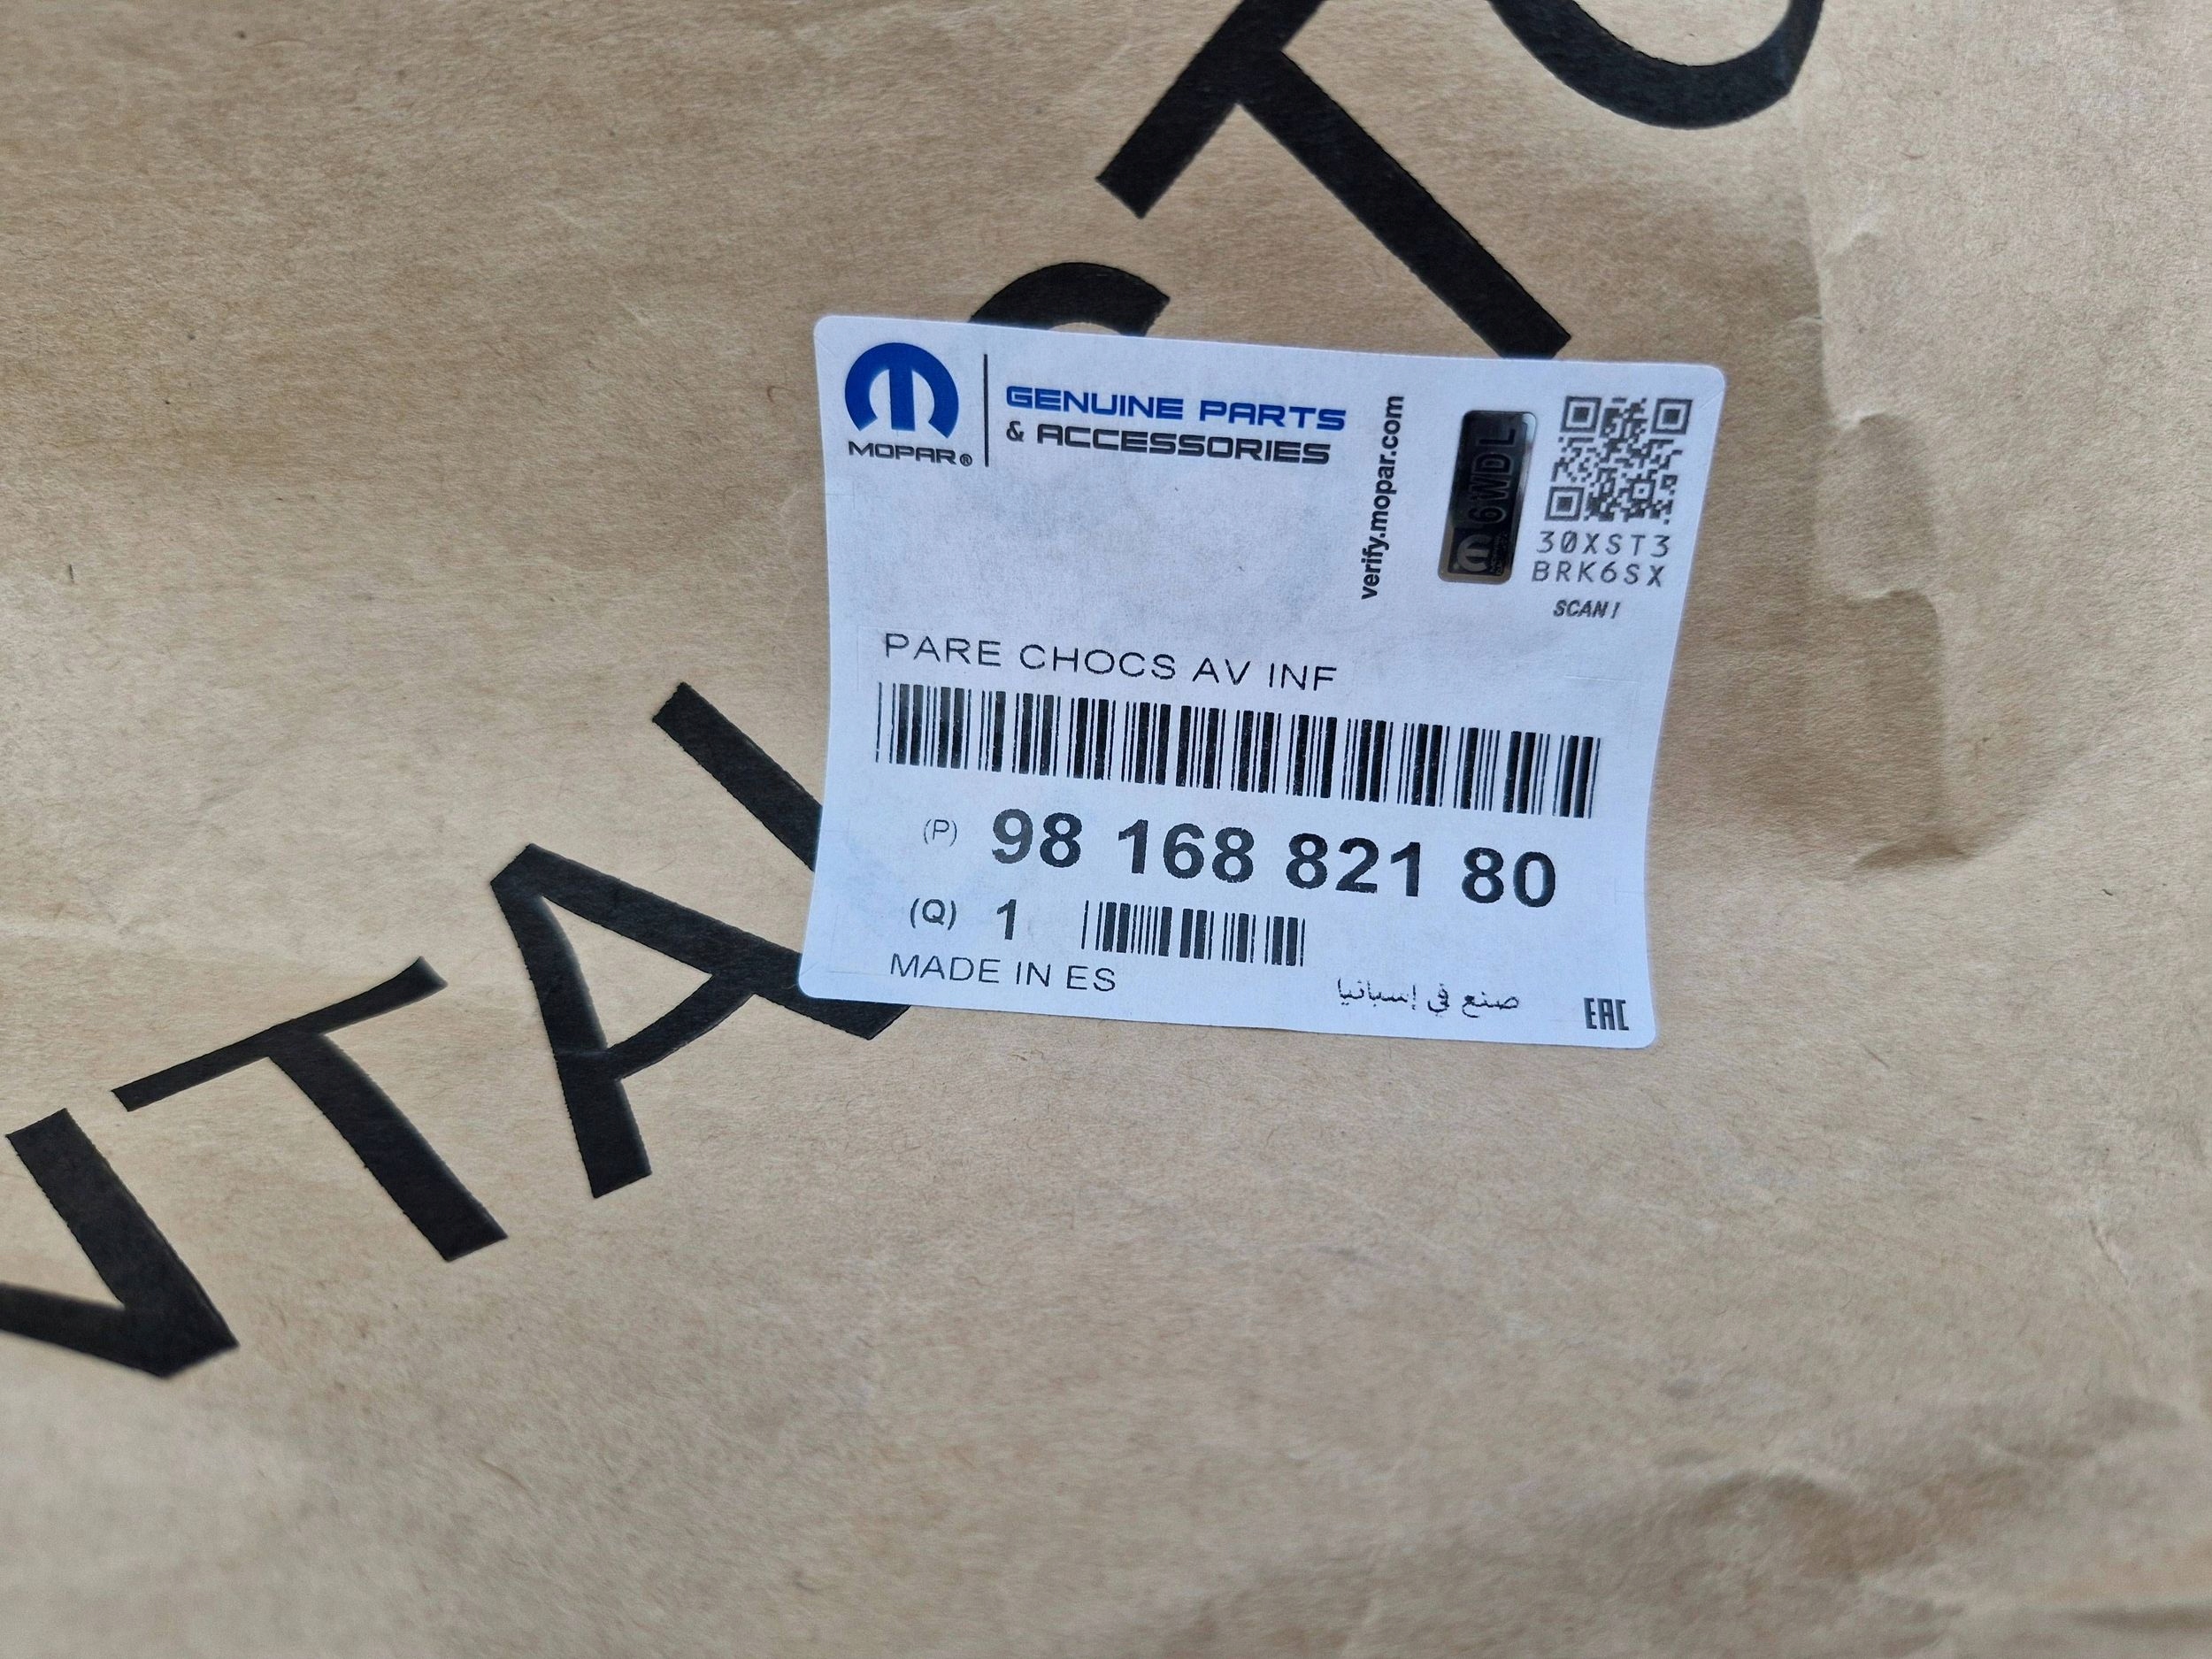 MOPAR®
GENUINE PARTS
& ACCESSORIES
verify.mopar.com
6WDL
30XST3
BRK6SX
SCAN!
PARE CHOCS AV INF
(P) 98 168 821 80
(Q) 1
MADE IN ES
صنع في إسبانيا
EAC